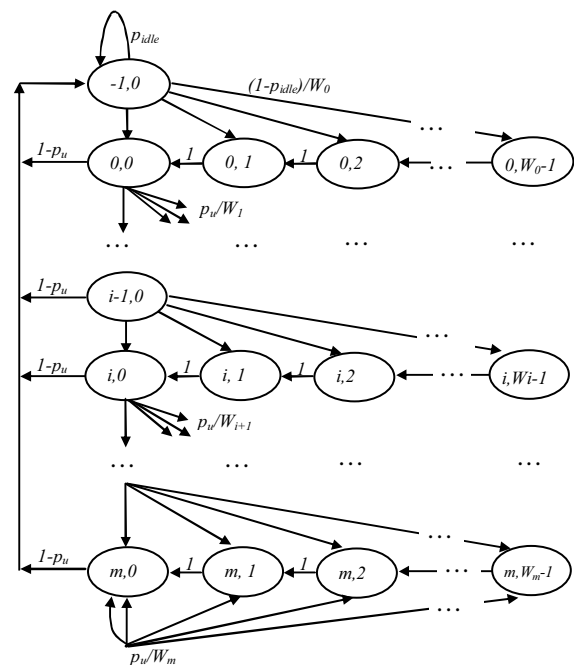 p_idle
-1,0
(1-p_idle)/W_0
...
1-p_u
0,0
1
0, 1
1
0,2
...
0,W_0-1
p_u/W_1
... ... ... ...
1-p_u
i-1,0
...
1-p_u
i,0
1
i, 1
1
i,2
...
i,Wi-1
p_u/W_{i+1}
... ... ... ...
...
1-p_u
m,0
1
m, 1
1
m,2
...
m,W_m-1
...
p_u/W_m